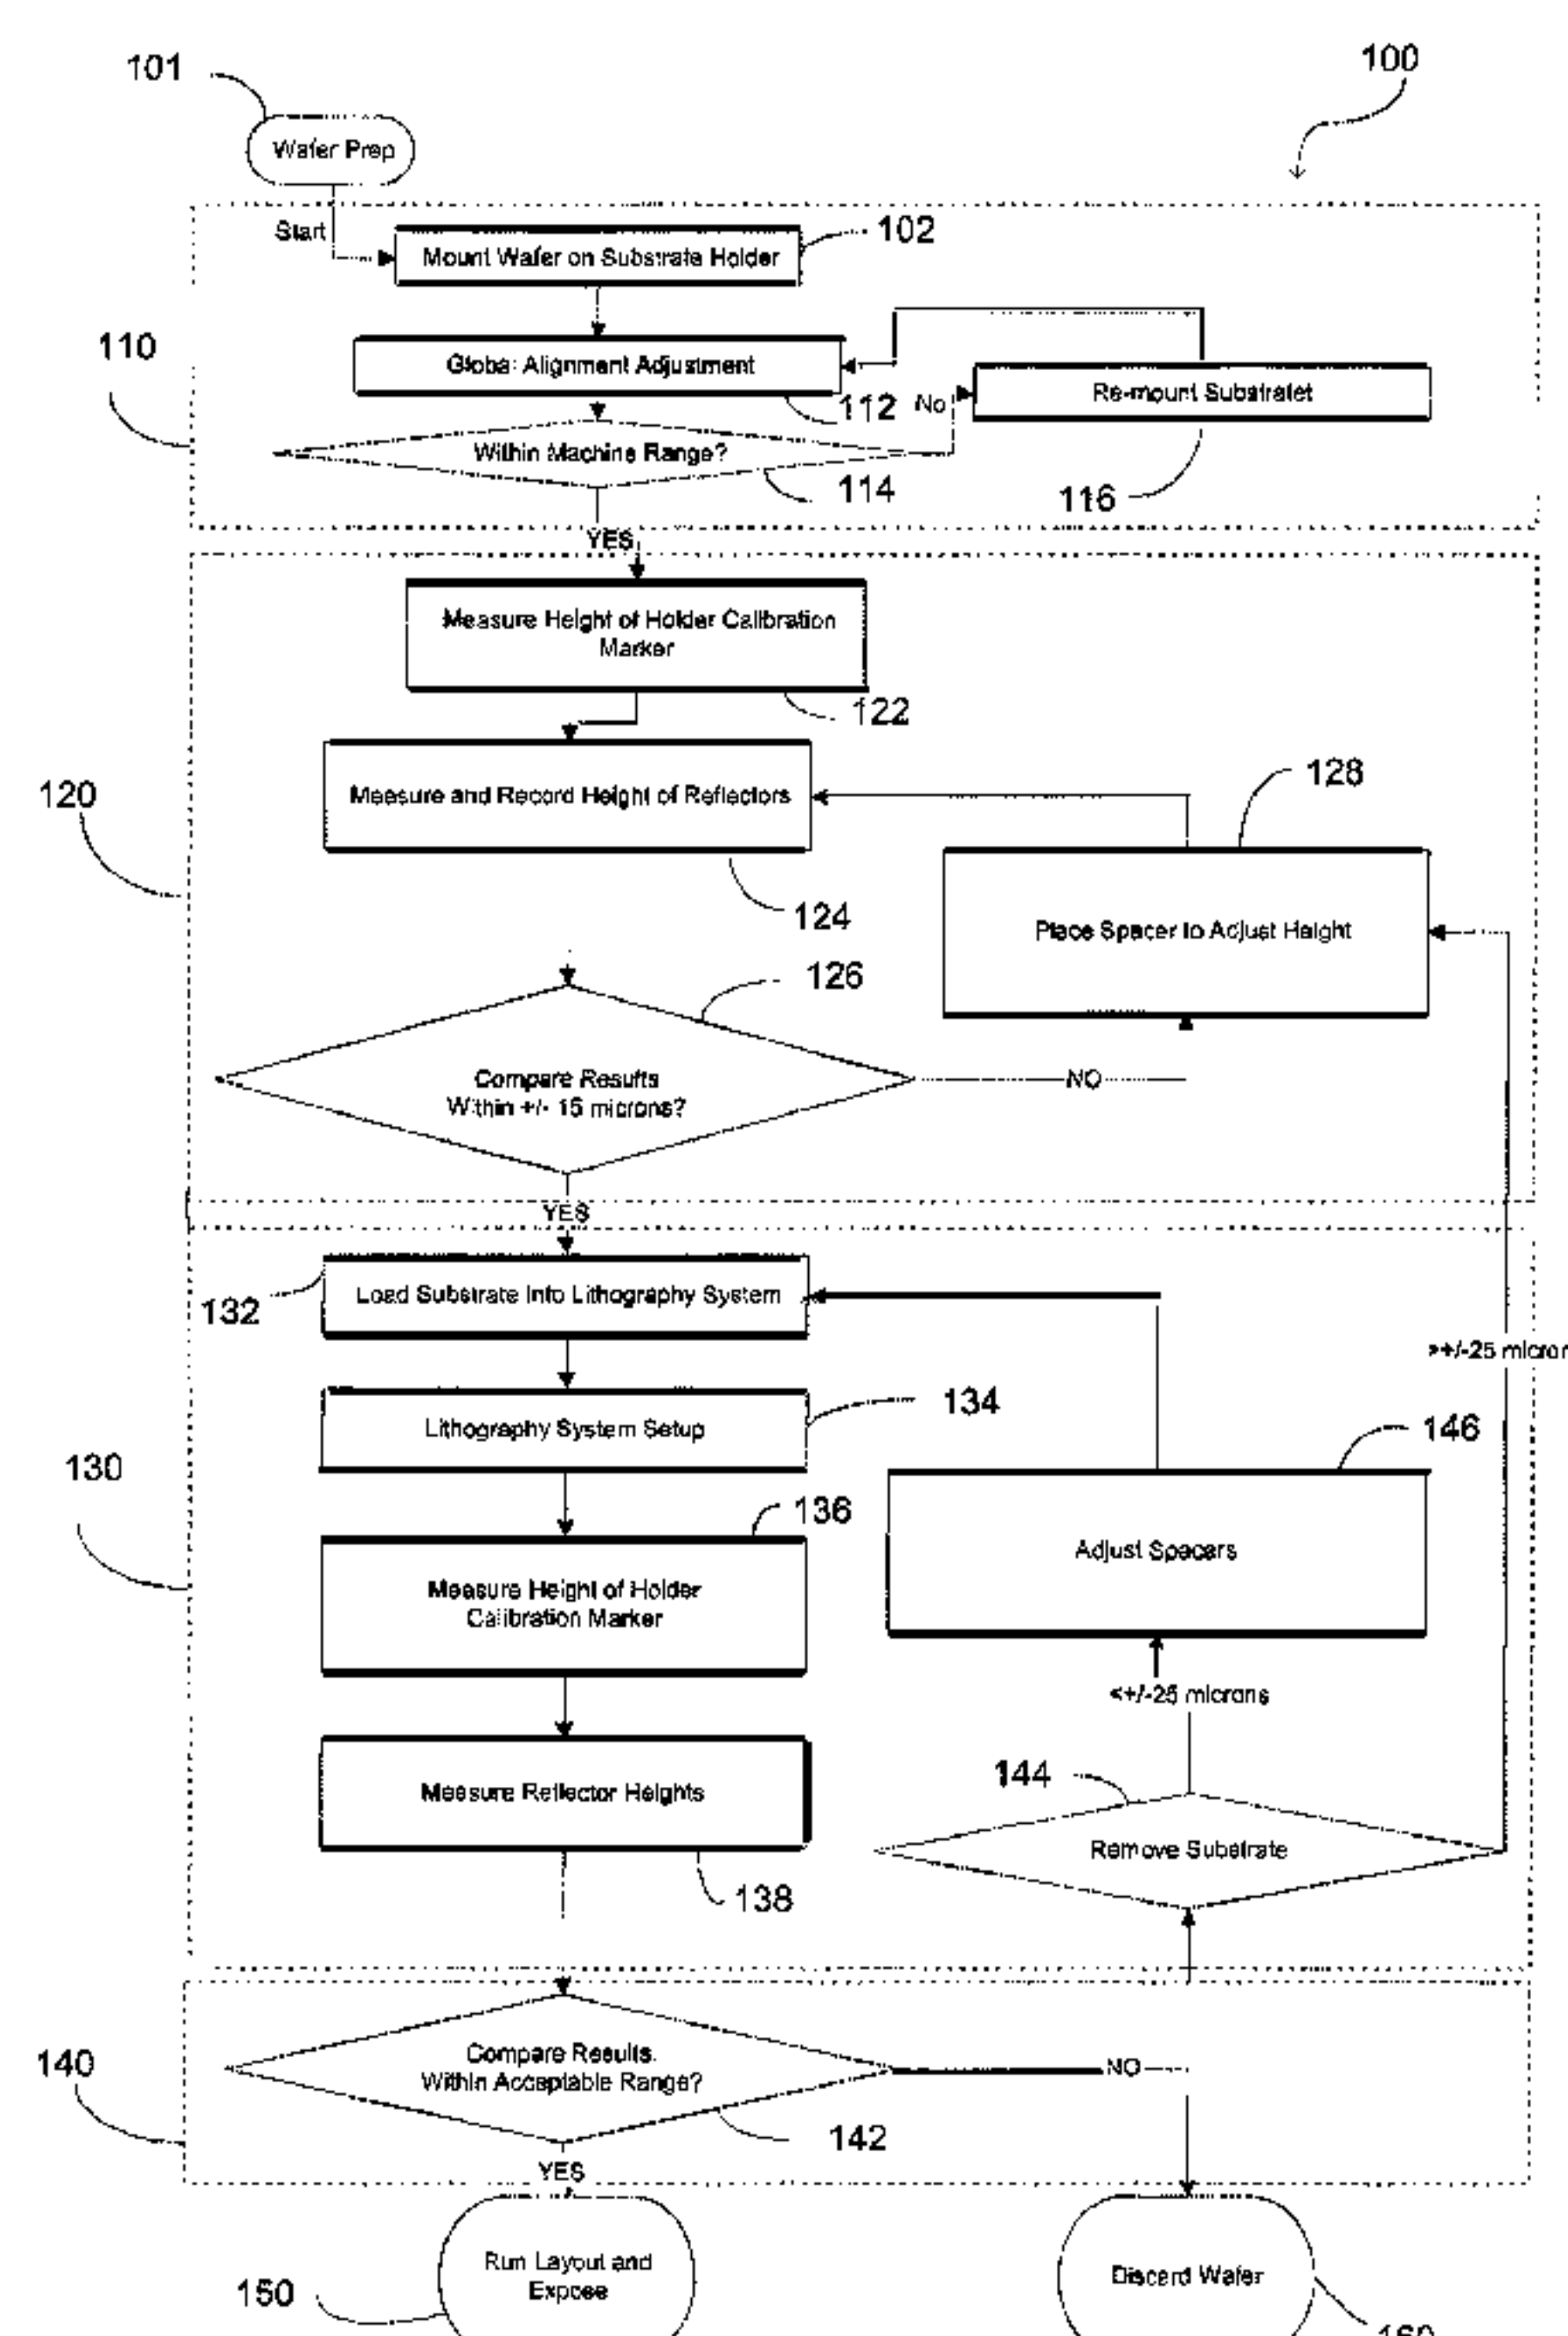 101
100
Wafer Prep
Start
Mount Wafer on Substrate Holder
102
110
Global Alignment Adjustment
112
No
Re-mount Substratet
Within Machine Range?
114
116
YES
Measure Height of Holder Calibration
Marker
122
120
Measure and Record Height of Reflectors
128
124
Place Spacer to Adjust Height
126
Compare Results
Within +/- 15 microns?
NO
YES
132
Load Substrate Into Lithography System
>+/-25 micron
134
Lithography System Setup
146
130
136
Adjust Spacers
Measure Height of Holder
Calibration Marker
<+/-25 microns
144
Measure Reflector Heights
Remove Substrate
138
140
Compare Results.
Within Acceptable Range?
NO
142
YES
Run Layout and
Expose
Discard Wafer
150
160